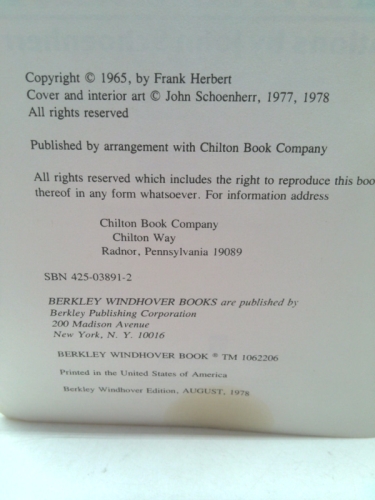 Copyright © 1965, by Frank Herbert
Cover and interior art © John Schoenherr, 1977, 1978
All rights reserved
Published by arrangement with Chilton Book Company
All rights reserved which includes the right to reproduce this boo
thereof in any form whatsoever. For information address
Chilton Book Company
Chilton Way
Radnor, Pennsylvania 19089
SBN 425-03891-2
BERKLEY WINDHOVER BOOKS are published by
Berkley Publishing Corporation
200 Madison Avenue
New York, N. Y. 10016
BERKLEY WINDHOVER BOOK ® TM 1062206
Printed in the United States of America
Berkley Windhover Edition, AUGUST, 1978